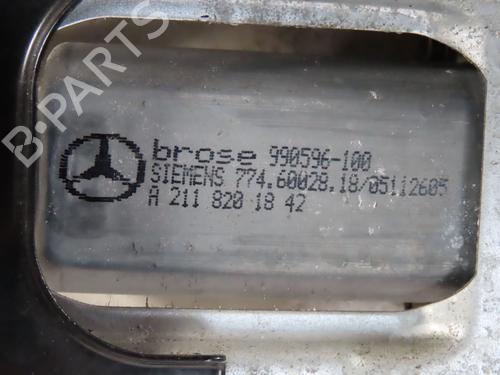 B-PARTS
brose 990596-100
SIEMENS 774.60028.18/05112605
A 211 820 18 42